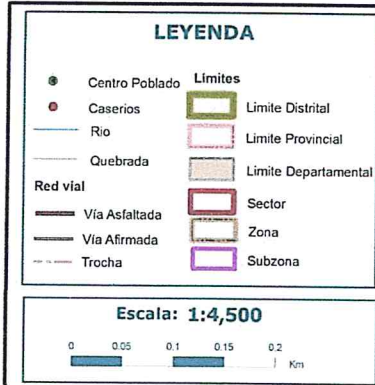 LEYENDA
Centro Poblado
Caserios
Rio
Quebrada
Red vial
Vía Asfaltada
Vía Afirmada
Trocha
Límites
Limite Distrital
Limite Provincial
Limite Departamental
Sector
Zona
Subzona
Escala: 1:4,500
0 0.05 0.1 0.15 0.2
Km